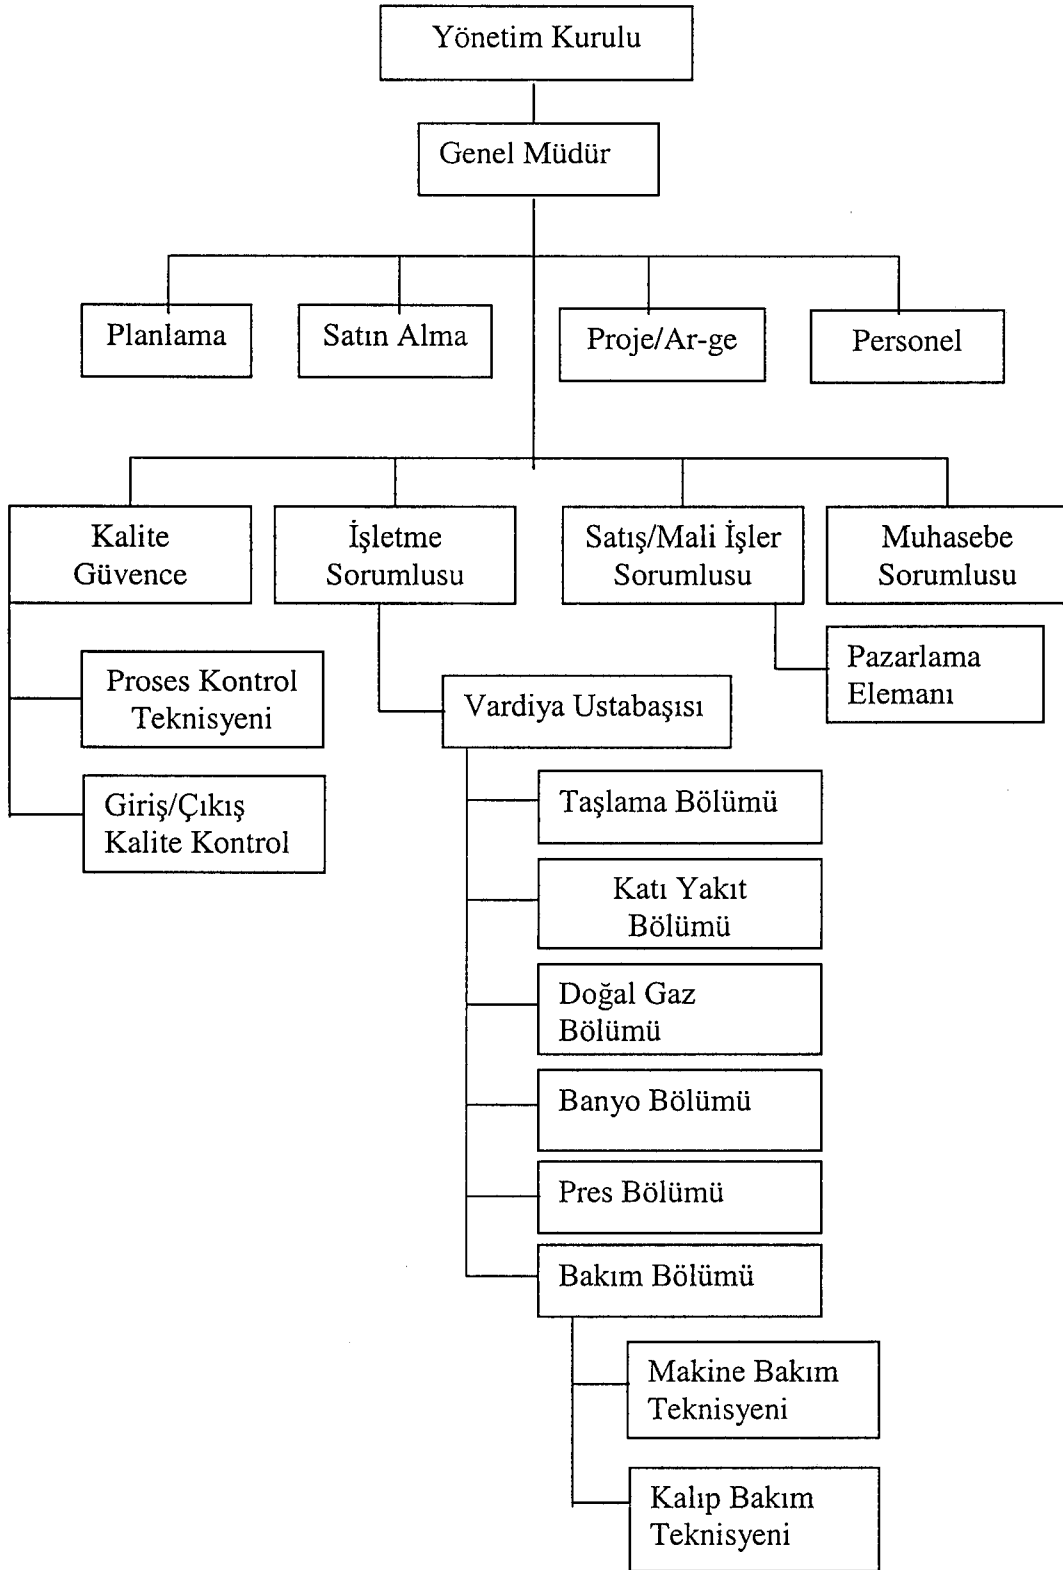 Yönetim Kurulu
Genel Müdür
Planlama
Satın Alma
Proje/Ar-ge
Personel
Kalite
Güvence
İşletme
Sorumlusu
Satış/Mali İşler
Sorumlusu
Muhasebe
Sorumlusu
Proses Kontrol
Teknisyeni
Giriş/Çıkış
Kalite Kontrol
Vardiya Ustabaşısı
Pazarlama
Elemanı
Taşlama Bölümü
Katı Yakıt
Bölümü
Doğal Gaz
Bölümü
Banyo Bölümü
Pres Bölümü
Bakım Bölümü
Makine Bakım
Teknisyeni
Kalıp Bakım
Teknisyeni